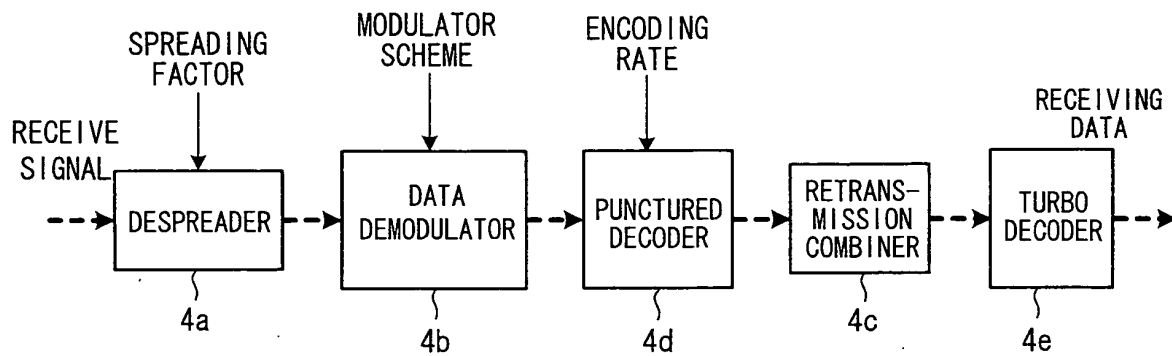 SPREADING
FACTOR
MODULATOR
SCHEME
ENCODING
RATE
RECEIVING
DATA
RECEIVE
SIGNAL
DESPREADER
DATA
DEMODULATOR
PUNCTURED
DECODER
RETRANS-
MISSION
COMBINER
TURBO
DECODER
4a
4b
4d
4c
4e